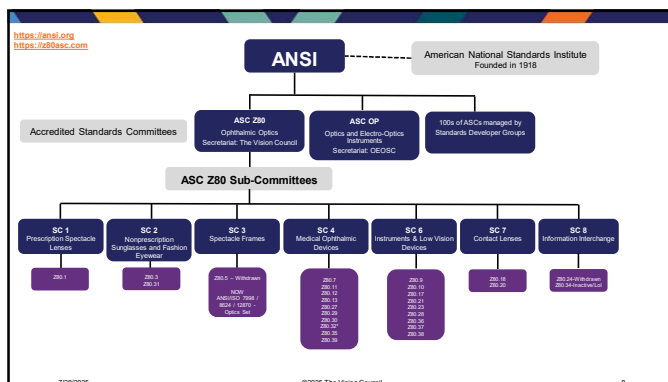 https://ansi.org
https://z80asc.com
ANSI
American National Standards Institute
Founded in 1918
Accredited Standards Committees
ASC Z80
Ophthalmic Optics
Secretariat: The Vision Council
ASC OP
Optics and Electro-Optics
Instruments
Secretariat: OEOSC
100s of ASCs managed by
Standards Developer Groups
ASC Z80 Sub-Committees
SC 1
Prescription Spectacle
Lenses
SC 2
Nonprescription
Sunglasses and Fashion
Eyewear
SC 3
Spectacle Frames
SC 4
Medical Ophthalmic
Devices
SC 6
Instruments & Low Vision
Devices
SC 7
Contact Lenses
SC 8
Information Interchange
Z80.1
Z80.3
Z80.31
Z80.5 – Withdrawn
NOW
ANSI/ISO 7998 /
8624 / 12870 -
Optics Set
Z80.7
Z80.11
Z80.12
Z80.13
Z80.27
Z80.29
Z80.30
Z80.32*
Z80.35
Z80.39
Z80.9
Z80.10
Z80.17
Z80.21
Z80.23
Z80.28
Z80.36
Z80.37
Z80.38
Z80.18
Z80.20
Z80.24-Withdrawn
Z80.34-Inactive/LoI
©2025 The Vision Council